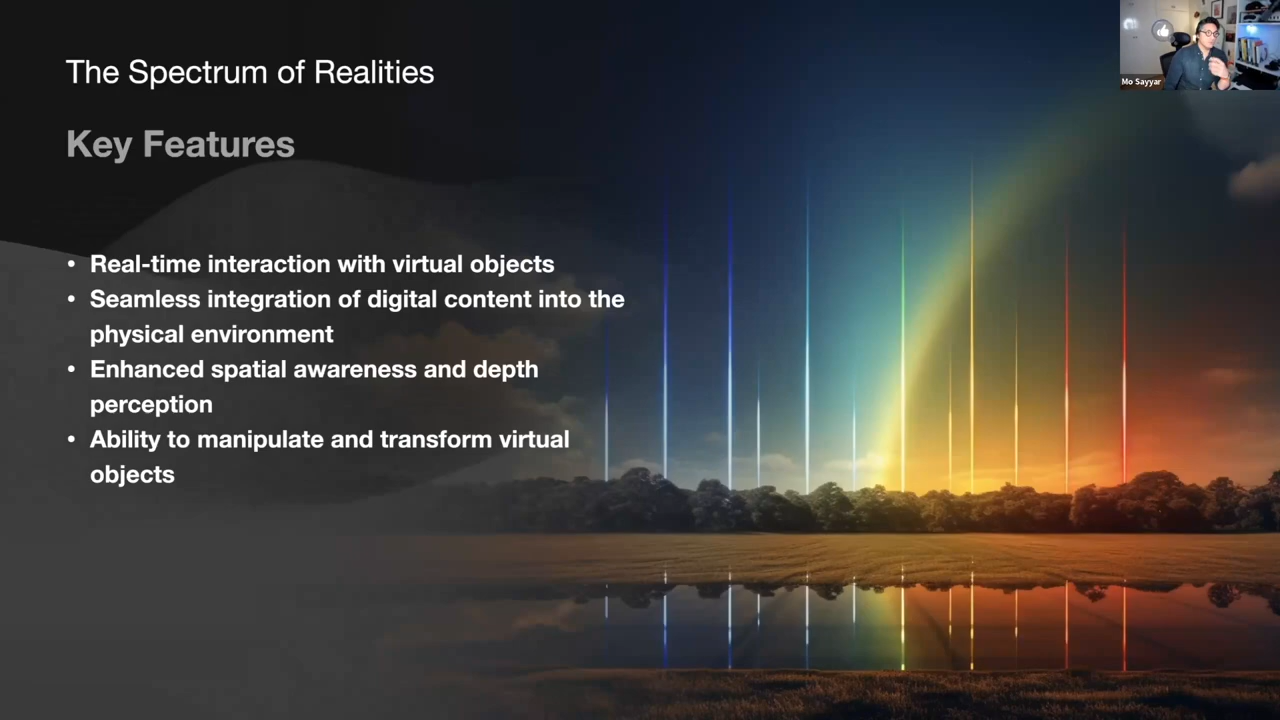 The Spectrum of Realities
Key Features
• Real-time interaction with virtual objects
• Seamless integration of digital content into the
physical environment
• Enhanced spatial awareness and depth
perception
• Ability to manipulate and transform virtual
objects
Mo Sayyar